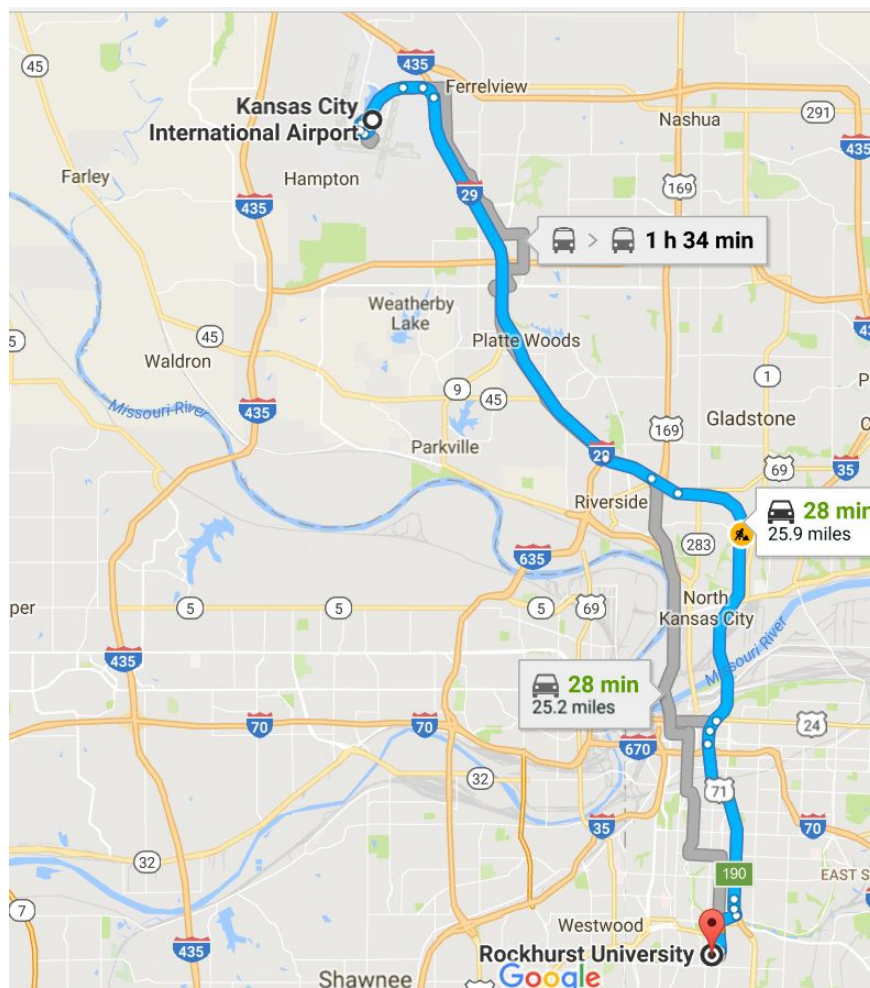 45
435
Ferrelview
Kansas City
International Airport
Nashua
291
435
Farley
Hampton
29
169
435
1 h 34 min
Weatherby
Lake
45
Platte Woods
Waldron
9
45
1
Missouri River
435
Gladstone
Parkville
169
29
69
35
Riverside
28 min
25.9 miles
283
635
North
Kansas City
5
5
5
69
per
Missouri River
435
28 min
25.2 miles
70
70
24
670
32
71
35
70
32
190
EAST S
7
Westwood
Rockhurst University
435
Shawnee
Google